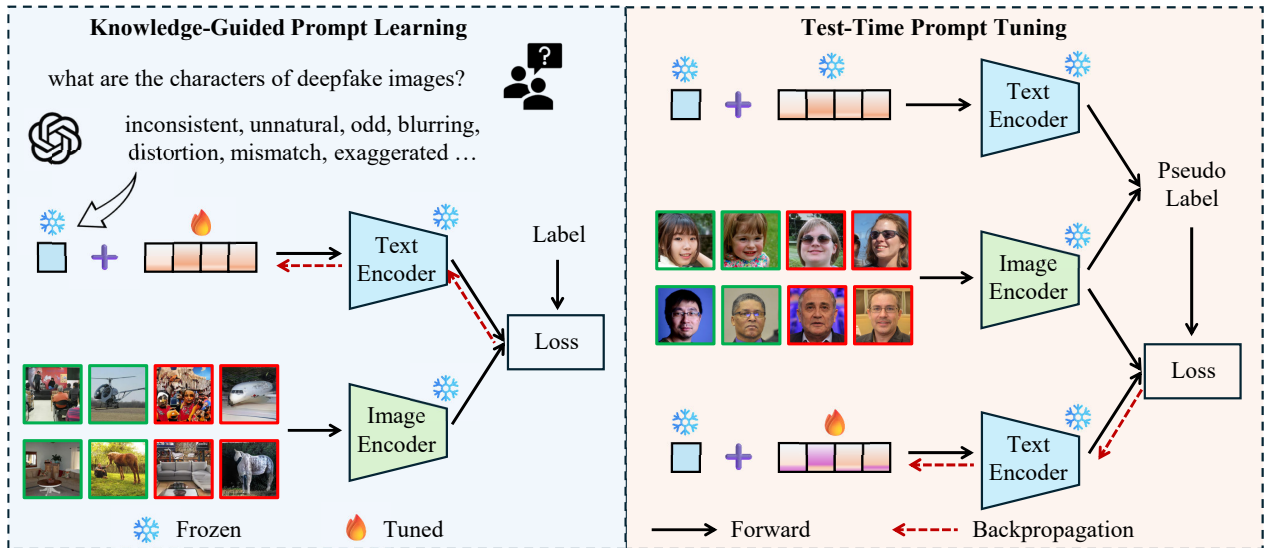 Knowledge-Guided Prompt Learning
what are the characters of deepfake images?
?
inconsistent, unnatural, odd, blurring,
distortion, mismatch, exaggerated …
Text
Encoder
Label
Loss
Image
Encoder
Frozen
Tuned
Test-Time Prompt Tuning
Text
Encoder
Pseudo
Label
Image
Encoder
Loss
Text
Encoder
Forward
Backpropagation